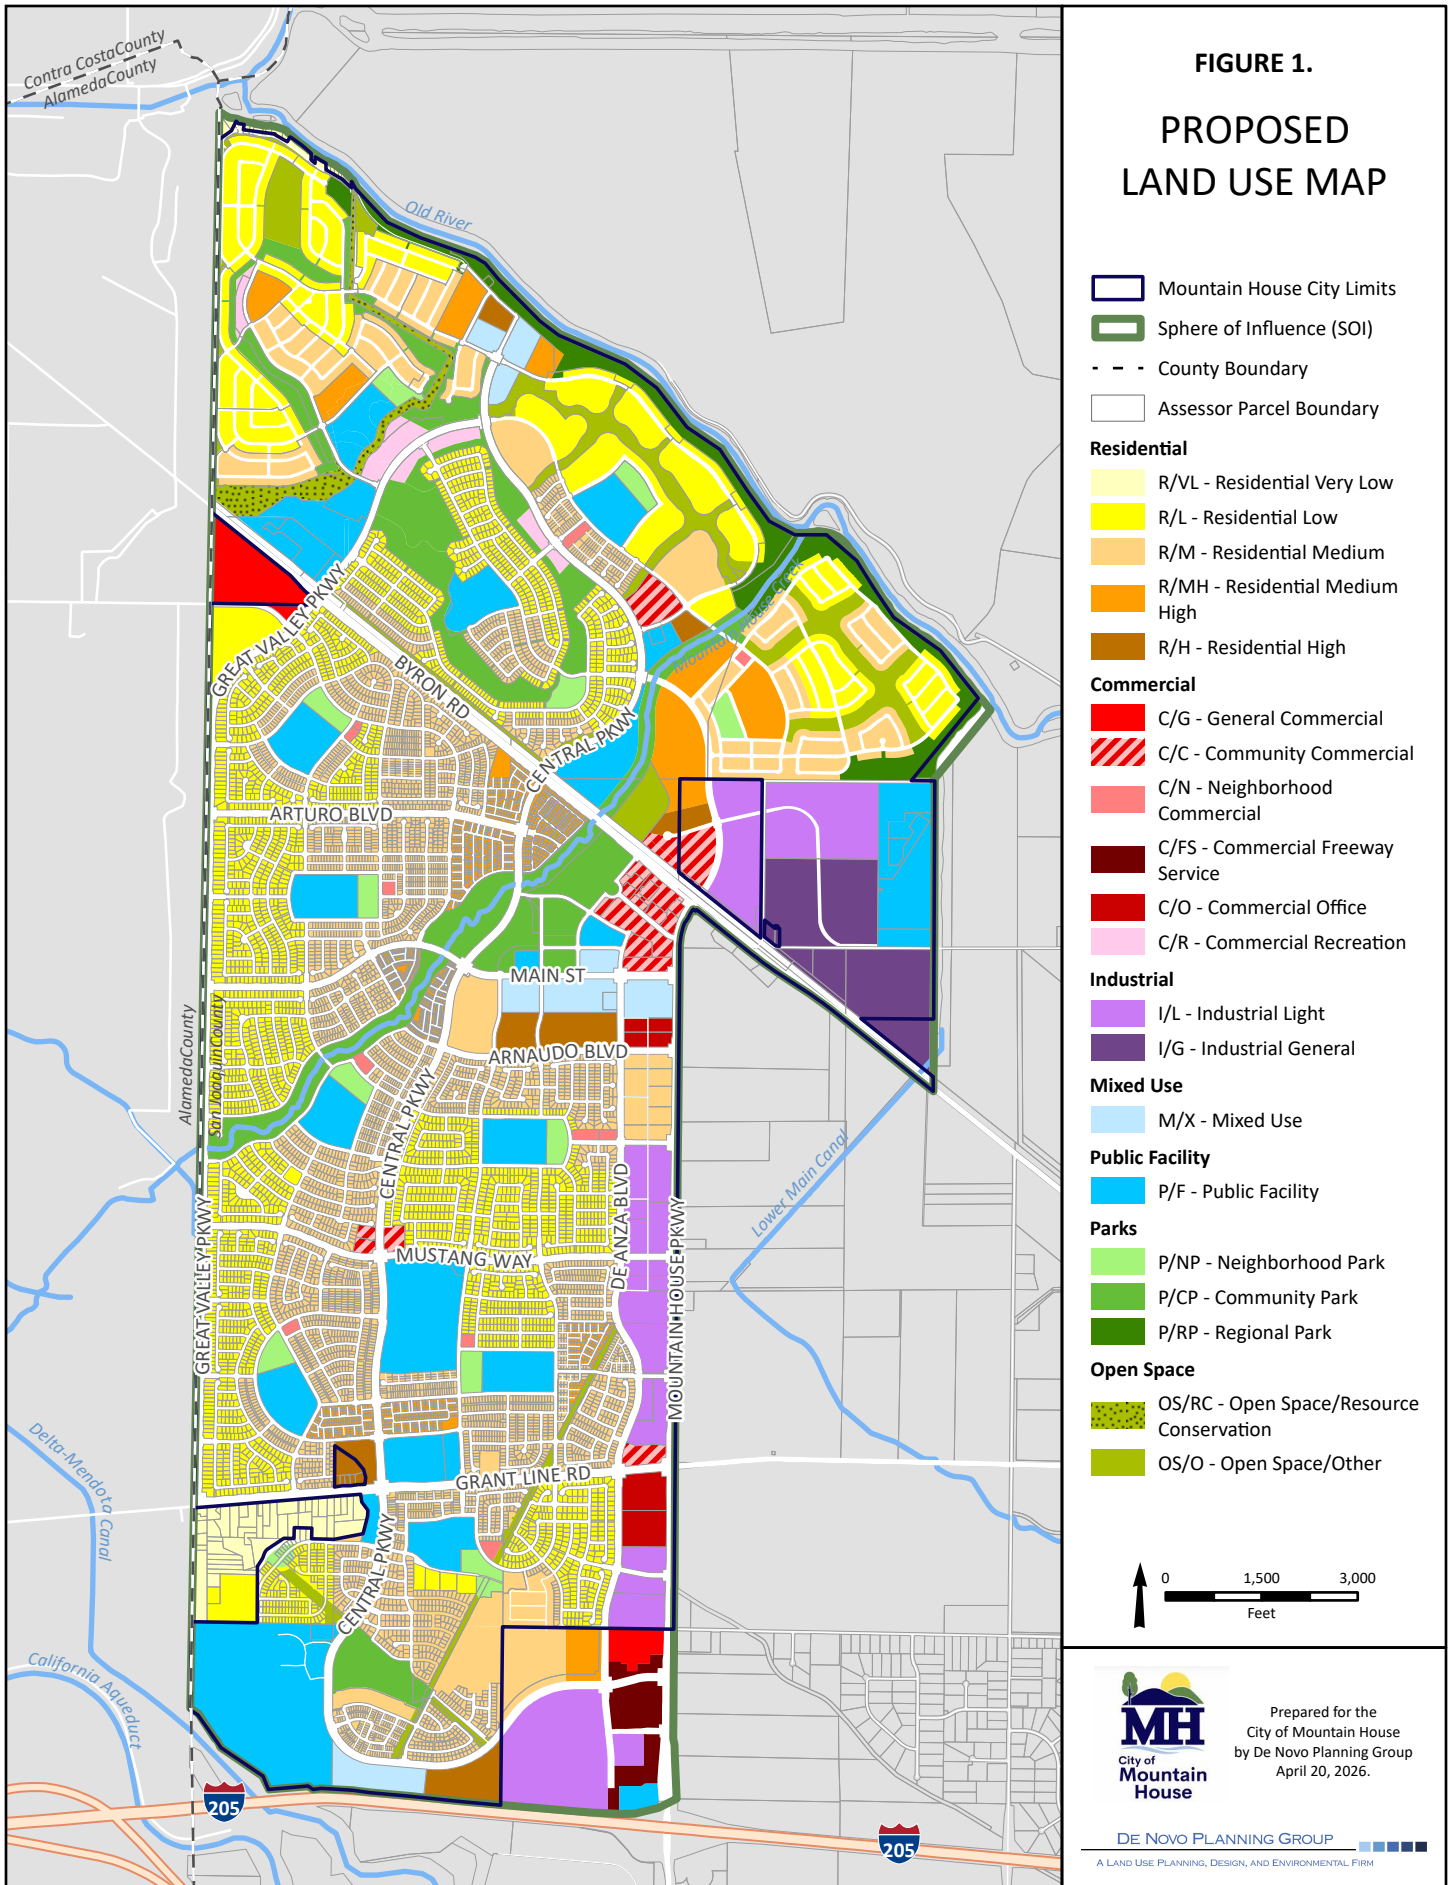 FIGURE 1.
PROPOSED
LAND USE MAP
Mountain House City Limits
Sphere of Influence (SOI)
County Boundary
Assessor Parcel Boundary
Residential
R/VL - Residential Very Low
R/L - Residential Low
R/M - Residential Medium
R/MH - Residential Medium
High
R/H - Residential High
Commercial
C/G - General Commercial
C/C - Community Commercial
C/N - Neighborhood
Commercial
C/FS - Commercial Freeway
Service
C/O - Commercial Office
C/R - Commercial Recreation
Industrial
I/L - Industrial Light
I/G - Industrial General
Mixed Use
M/X - Mixed Use
Public Facility
P/F - Public Facility
Parks
P/NP - Neighborhood Park
P/CP - Community Park
P/RP - Regional Park
Open Space
OS/RC - Open Space/Resource
Conservation
OS/O - Open Space/Other
0 1,500 3,000
Feet
MH
City of
Mountain
House
Prepared for the
City of Mountain House
by De Novo Planning Group
April 20, 2026.
DE NOVO PLANNING GROUP
A LAND USE PLANNING, DESIGN, AND ENVIRONMENTAL FIRM
Contra CostaCounty
AlamedaCounty
Old River
Mountain House Creek
GREAT VALLEY PKWY
BYRON RD
CENTRAL PKWY
ARTURO BLVD
MAIN ST
ARNAUDO BLVD
AlamedaCounty
San JoaquinCounty
CENTRAL PKWY
DE ANZA BLVD
MOUNTAIN HOUSE PKWY
Lower Main Canal
GREAT VALLEY PKWY
MUSTANG WAY
GRANT LINE RD
Delta-Mendota Canal
CENTRAL PKWY
California Aqueduct
205
205